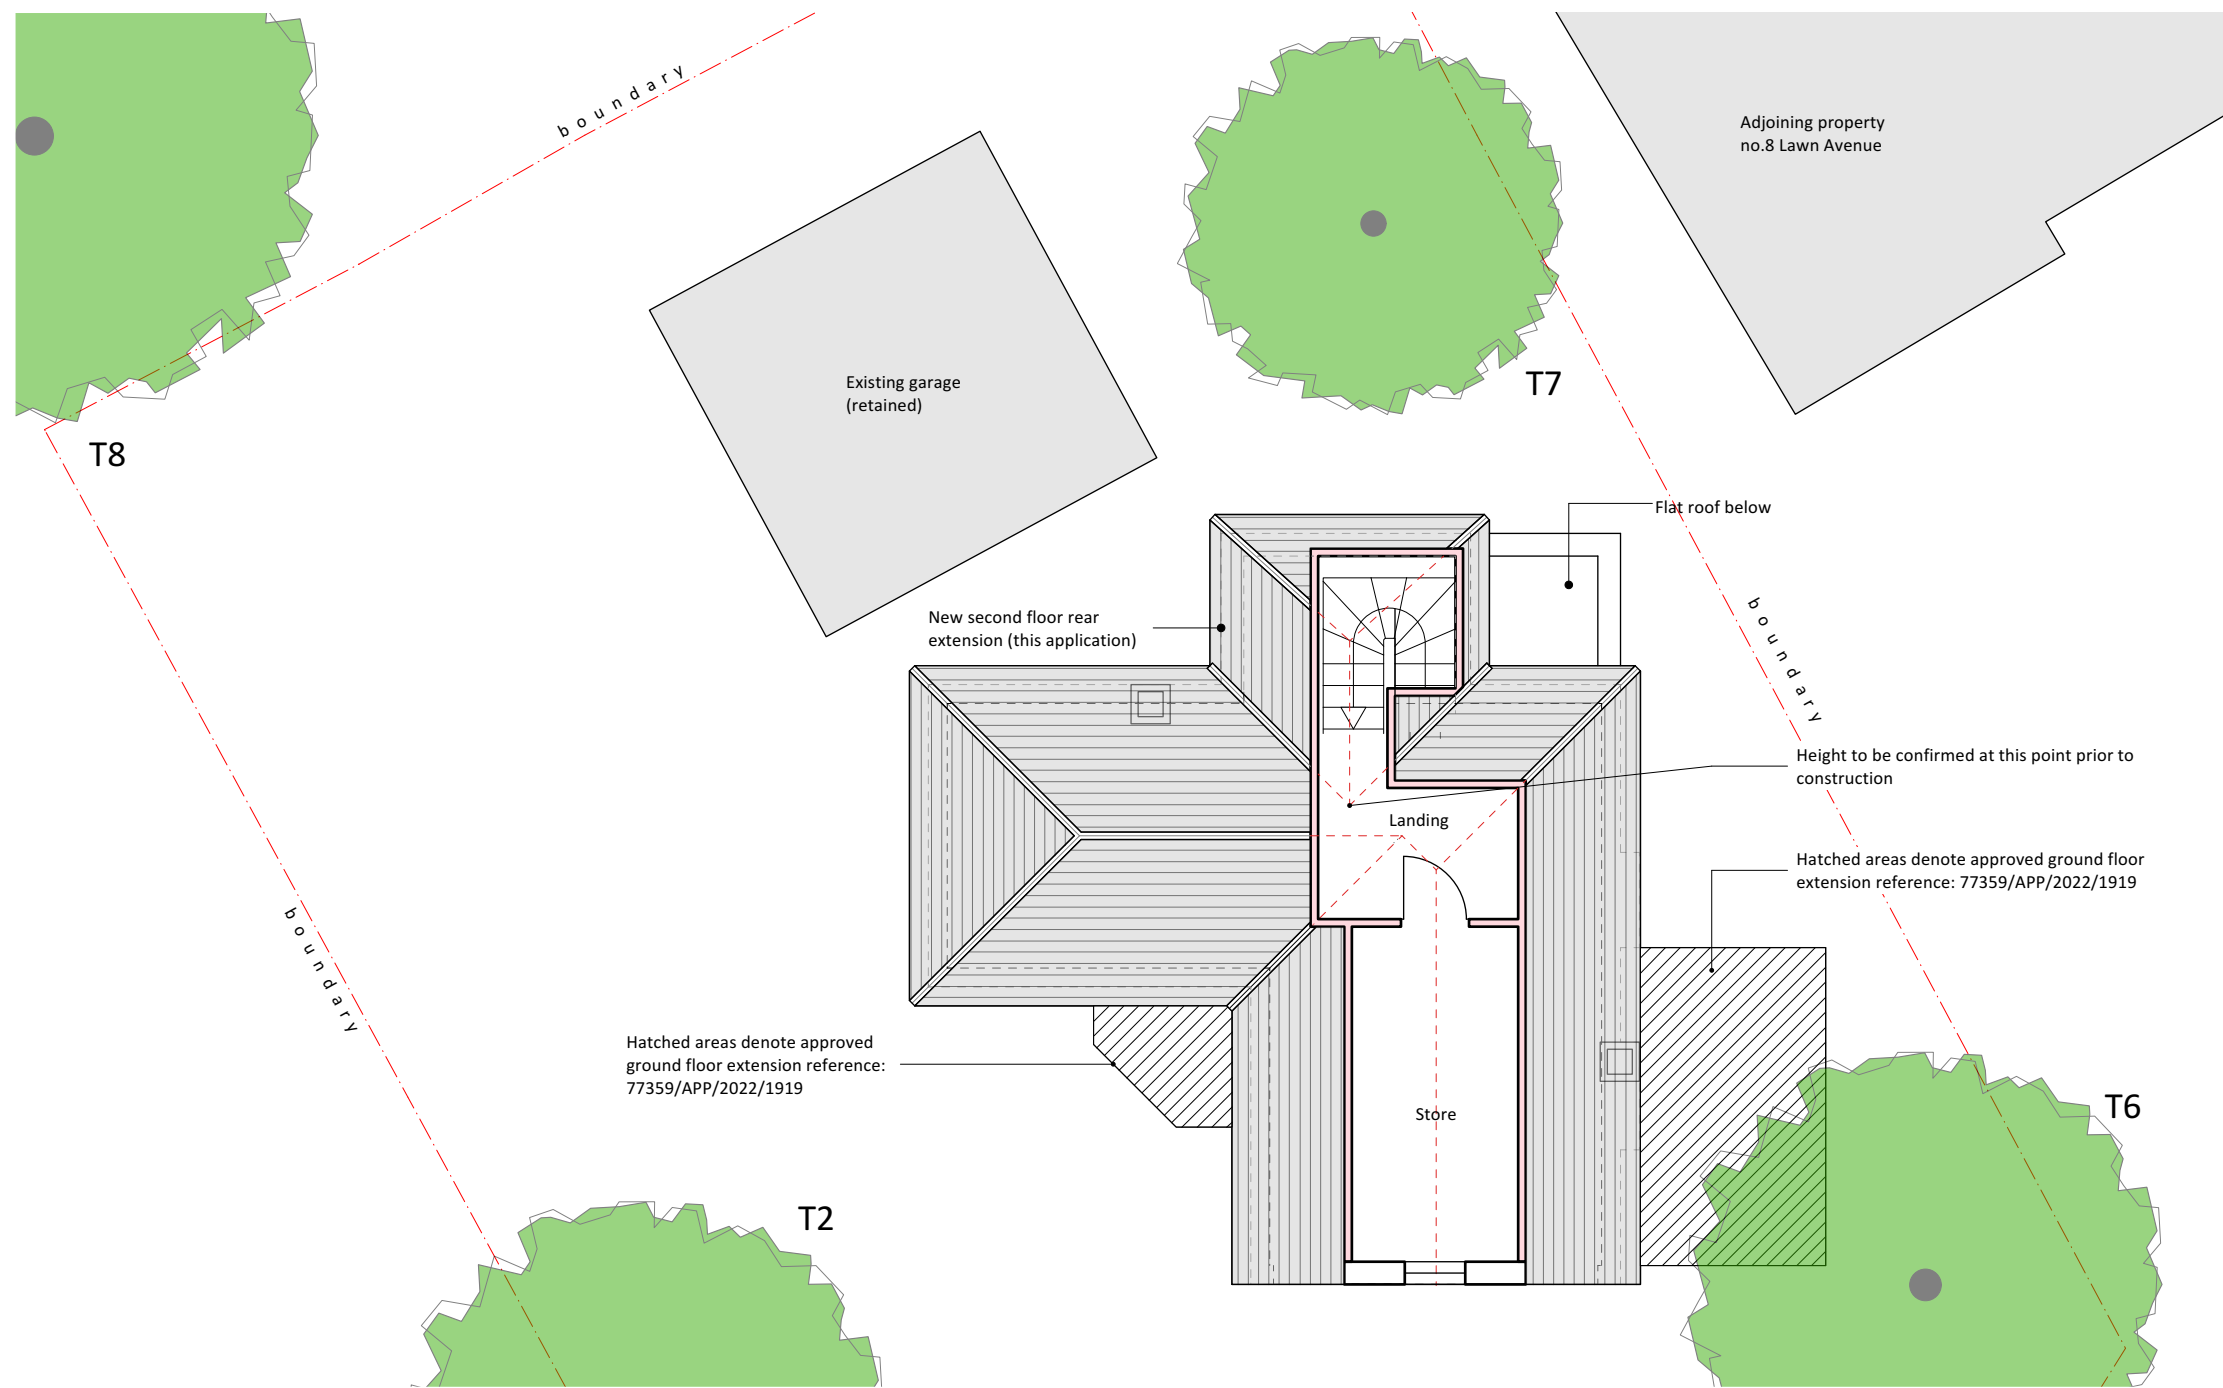 boundary
Adjoining property
no.8 Lawn Avenue
Existing garage
(retained)
T7
T8
Flat roof below
New second floor rear
extension (this application)
boundary
Height to be confirmed at this point prior to
construction
Landing
Hatched areas denote approved ground floor
extension reference: 77359/APP/2022/1919
boundary
Hatched areas denote approved
ground floor extension reference:
77359/APP/2022/1919
Store
T6
T2